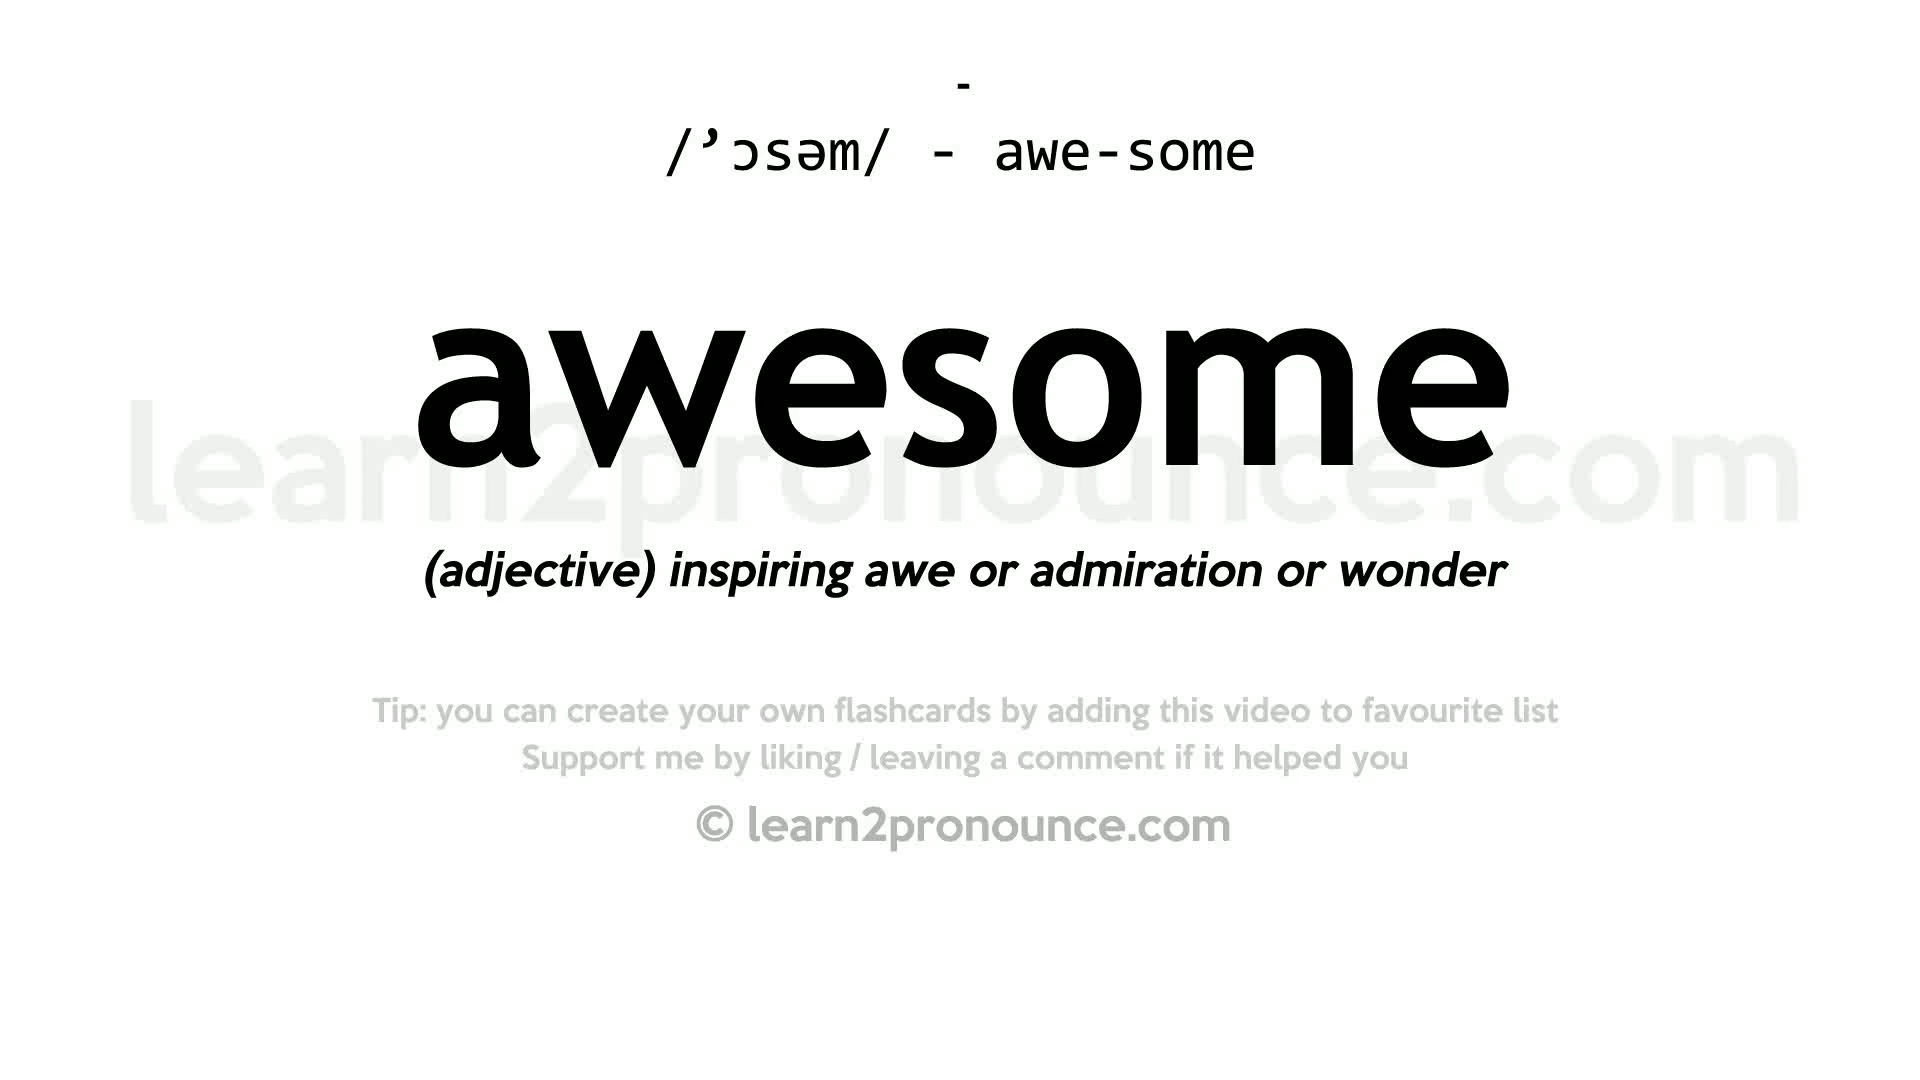 -
/’ɔsəm/ - awe-some
awesome
learn2pronounce.com
(adjective) inspiring awe or admiration or wonder
Tip: you can create your own flashcards by adding this video to favourite list
Support me by liking / leaving a comment if it helped you
© learn2pronounce.com